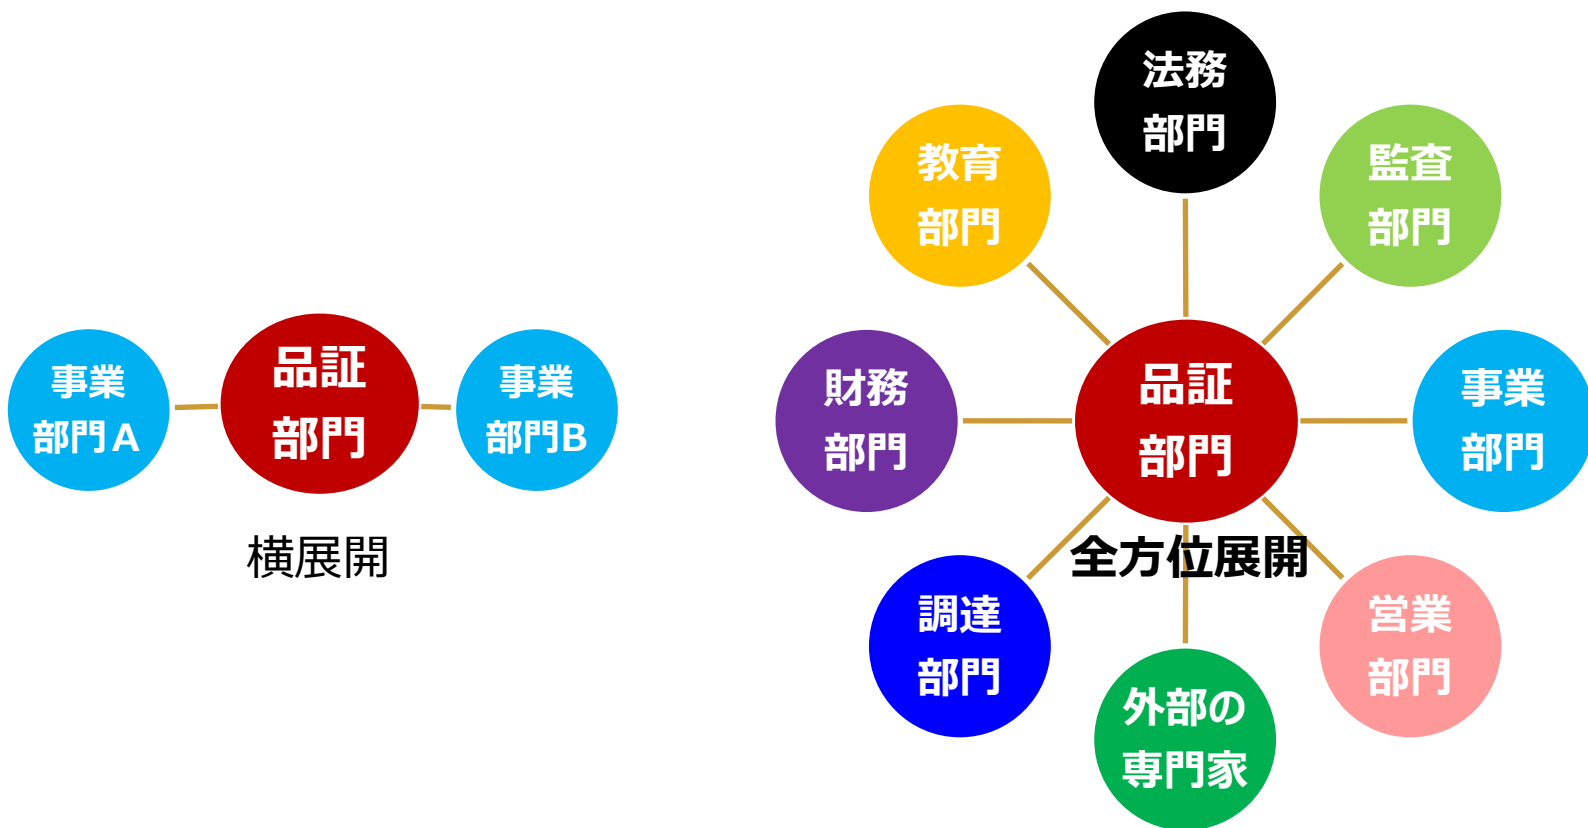 事業
部門A
品証
部門
事業
部門B
横展開
法務
部門
教育
部門
監査
部門
財務
部門
品証
部門
事業
部門
全方位展開
調達
部門
営業
部門
外部の
専門家